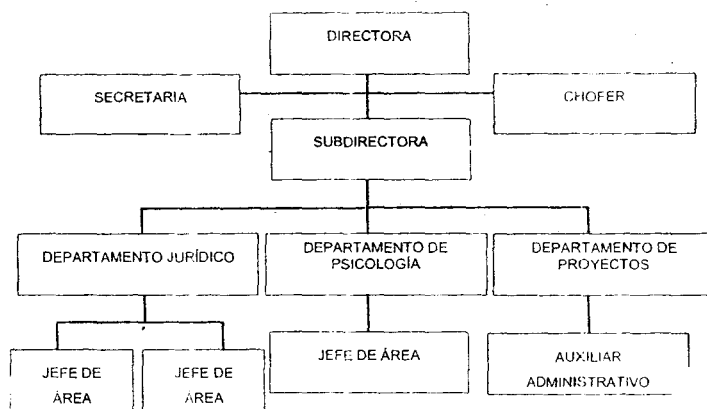 DIRECTORA
SECRETARIA
CHOFER
SUBDIRECTORA
DEPARTAMENTO JURÍDICO
DEPARTAMENTO DE
PSICOLOGÍA
DEPARTAMENTO DE
PROYECTOS
JEFE DE
ÁREA
JEFE DE
ÁREA
JEFE DE ÁREA
AUXILIAR
ADMINISTRATIVO